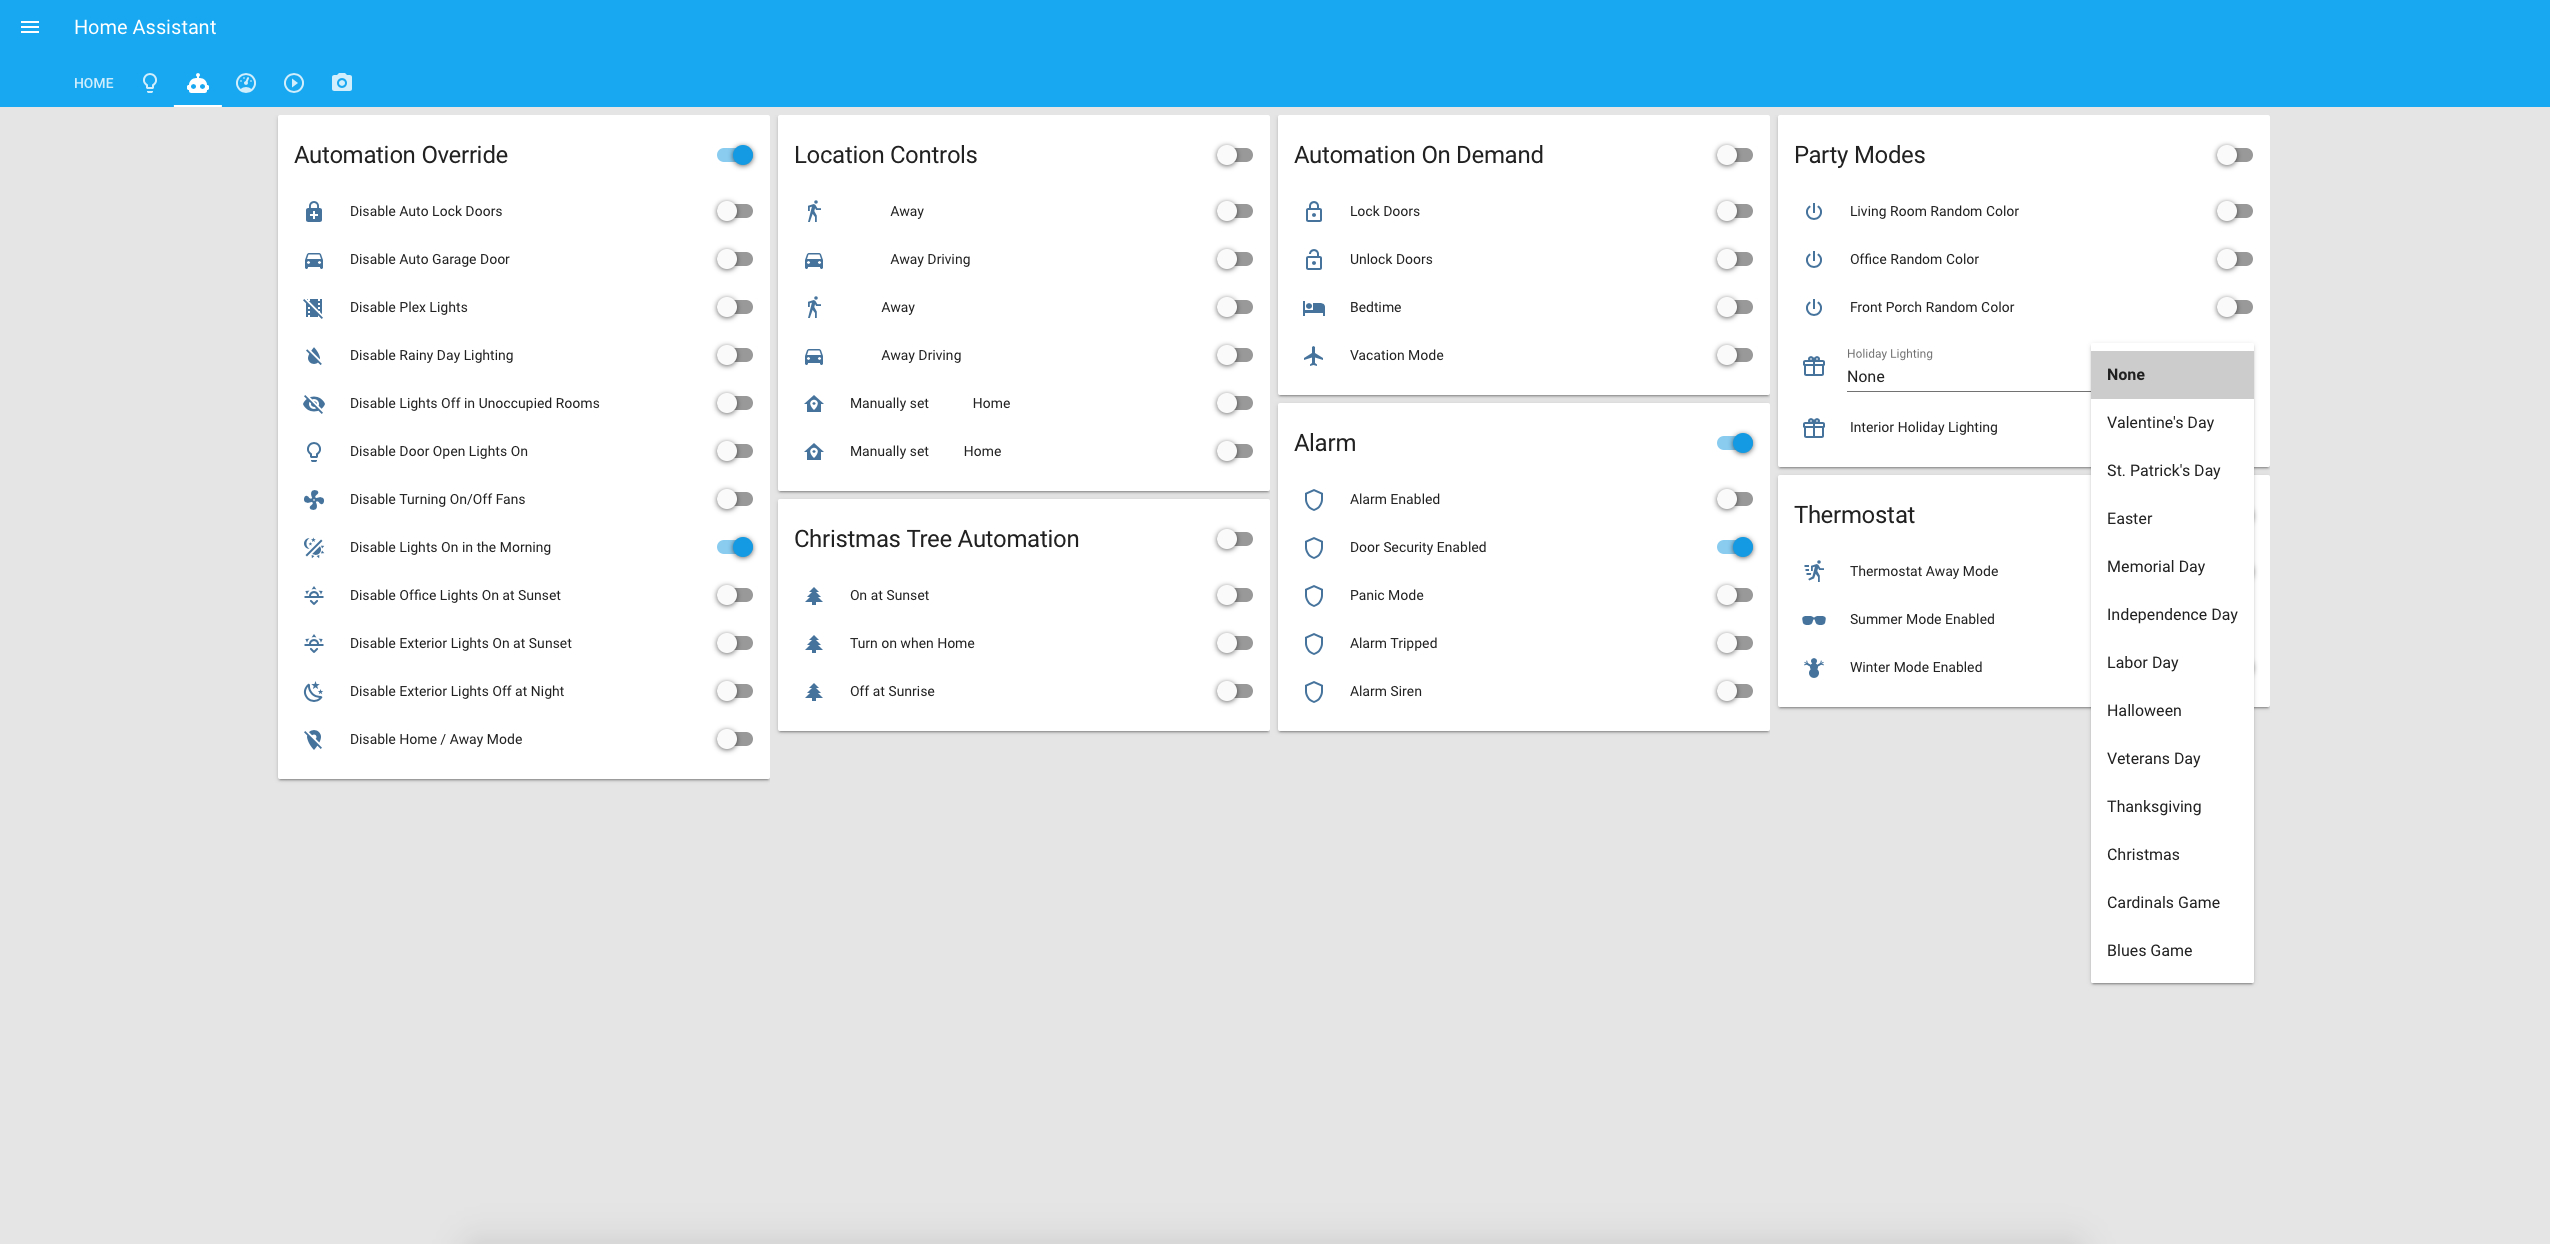 Home Assistant
HOME
Automation Override
Disable Auto Lock Doors
Disable Auto Garage Door
Disable Plex Lights
Disable Rainy Day Lighting
Disable Lights Off in Unoccupied Rooms
Disable Door Open Lights On
Disable Turning On/Off Fans
Disable Lights On in the Morning
Disable Office Lights On at Sunset
Disable Exterior Lights On at Sunset
Disable Exterior Lights Off at Night
Disable Home / Away Mode
Location Controls
Away
Away Driving
Away
Away Driving
Manually set Home
Manually set Home
Christmas Tree Automation
On at Sunset
Turn on when Home
Off at Sunrise
Automation On Demand
Lock Doors
Unlock Doors
Bedtime
Vacation Mode
Alarm
Alarm Enabled
Door Security Enabled
Panic Mode
Alarm Tripped
Alarm Siren
Party Modes
Living Room Random Color
Office Random Color
Front Porch Random Color
Holiday Lighting
None
Interior Holiday Lighting
Thermostat
Thermostat Away Mode
Summer Mode Enabled
Winter Mode Enabled
None
Valentine's Day
St. Patrick's Day
Easter
Memorial Day
Independence Day
Labor Day
Halloween
Veterans Day
Thanksgiving
Christmas
Cardinals Game
Blues Game